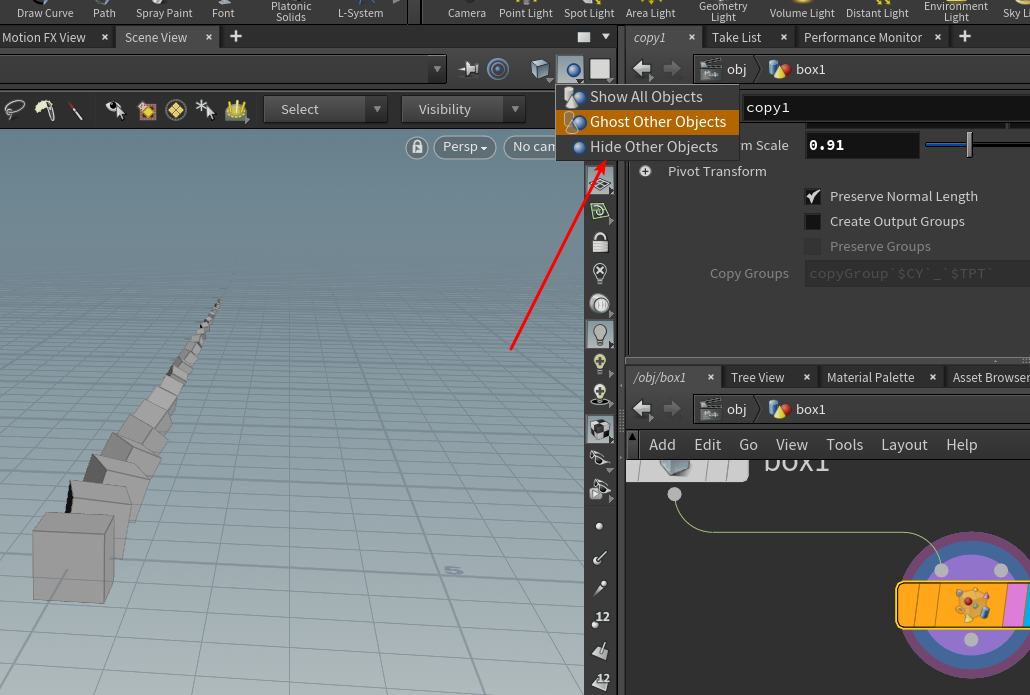 Draw Curve
Path
Spray Paint
Font
Platonic
Solids
L-System
Camera
Point Light
Spot Light
Area Light
Geometry
Light
Volume Light
Distant Light
Environment
Light
Motion FX View
Scene View
copy1
Take List
Performance Monitor
obj
box1
Select
Visibility
Show All Objects
Ghost Other Objects
Hide Other Objects
copy1
Scale
0.91
Persp
No cam
Pivot Transform
Preserve Normal Length
Create Output Groups
Preserve Groups
Copy Groups
copyGroup`$CY`_`$TPT`
/obj/box1
Tree View
Material Palette
Asset Browser
obj
box1
Add Edit Go View Tools Layout Help
box1
5
12
12